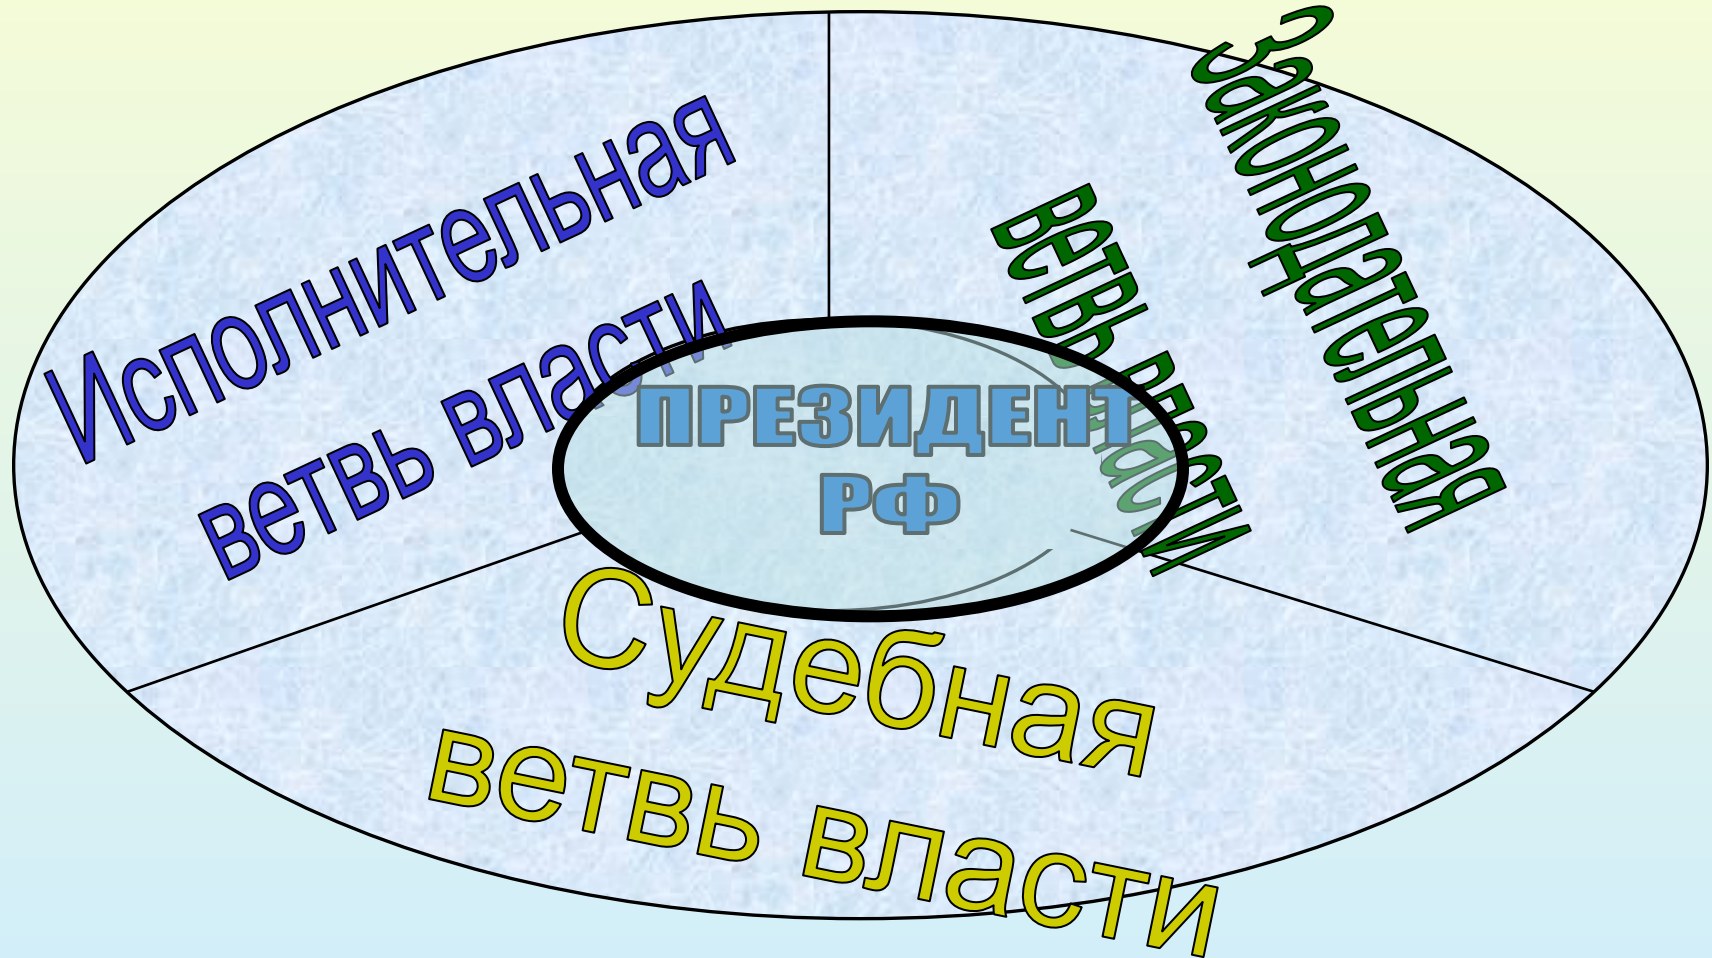 Исполнительная
ветвь власти
Законодательная
ветвь власти
ПРЕЗИДЕНТ
РФ
Судебная
ветвь власти